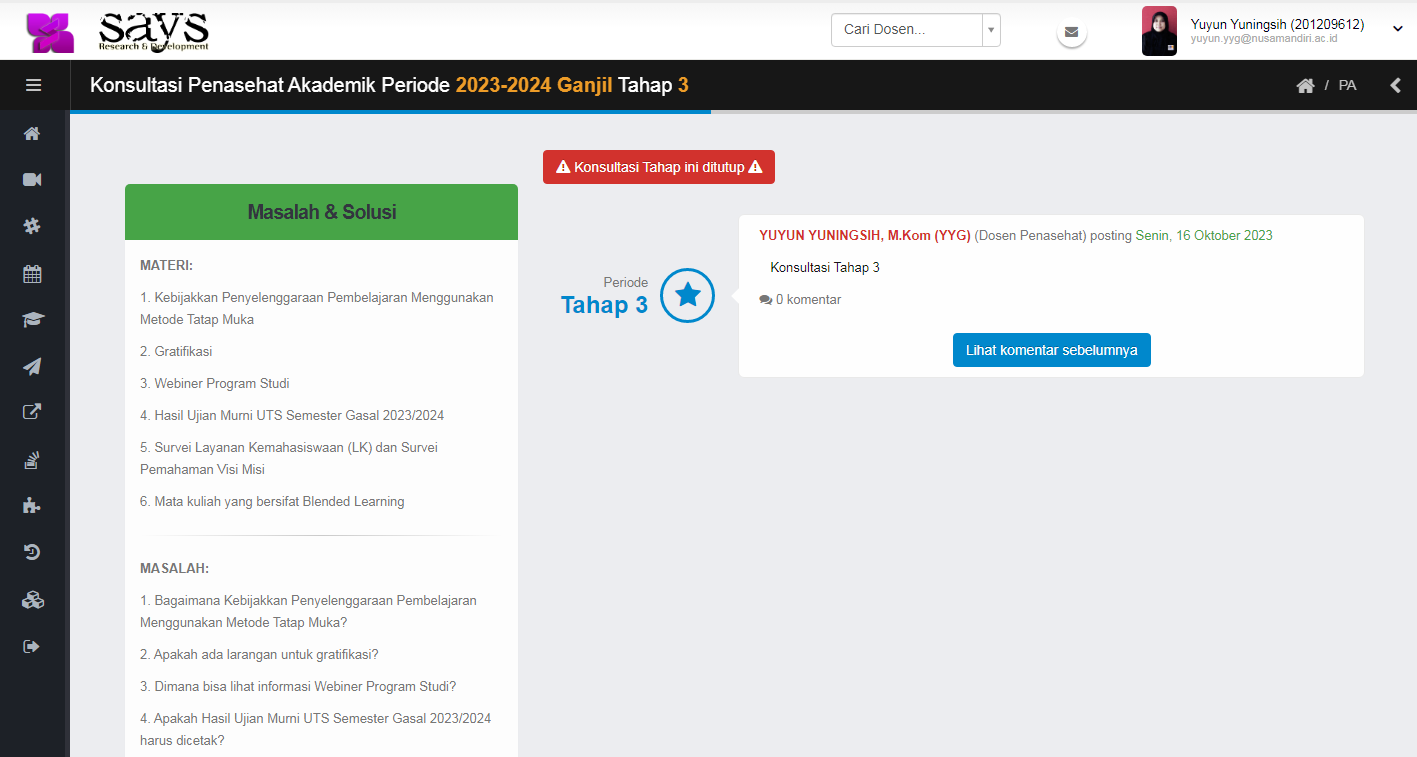 says
Research & Development
Cari Dosen...
Yuyun Yuningsih (201209612)
yuyun.yyg@nusamandiri.ac.id
Konsultasi Penasehat Akademik Periode 2023-2024 Ganjil Tahap 3
/ PA
Konsultasi Tahap ini ditutup
Masalah & Solusi
MATERI:
1. Kebijakkan Penyelenggaraan Pembelajaran Menggunakan
Metode Tatap Muka
2. Gratifikasi
3. Webiner Program Studi
4. Hasil Ujian Murni UTS Semester Gasal 2023/2024
5. Survei Layanan Kemahasiswaan (LK) dan Survei
Pemahaman Visi Misi
6. Mata kuliah yang bersifat Blended Learning
MASALAH:
1. Bagaimana Kebijakkan Penyelenggaraan Pembelajaran
Menggunakan Metode Tatap Muka?
2. Apakah ada larangan untuk gratifikasi?
3. Dimana bisa lihat informasi Webiner Program Studi?
4. Apakah Hasil Ujian Murni UTS Semester Gasal 2023/2024
harus dicetak?
Periode
Tahap 3
YUYUN YUNINGSIH, M.Kom (YYG) (Dosen Penasehat) posting Senin, 16 Oktober 2023
Konsultasi Tahap 3
0 komentar
Lihat komentar sebelumnya